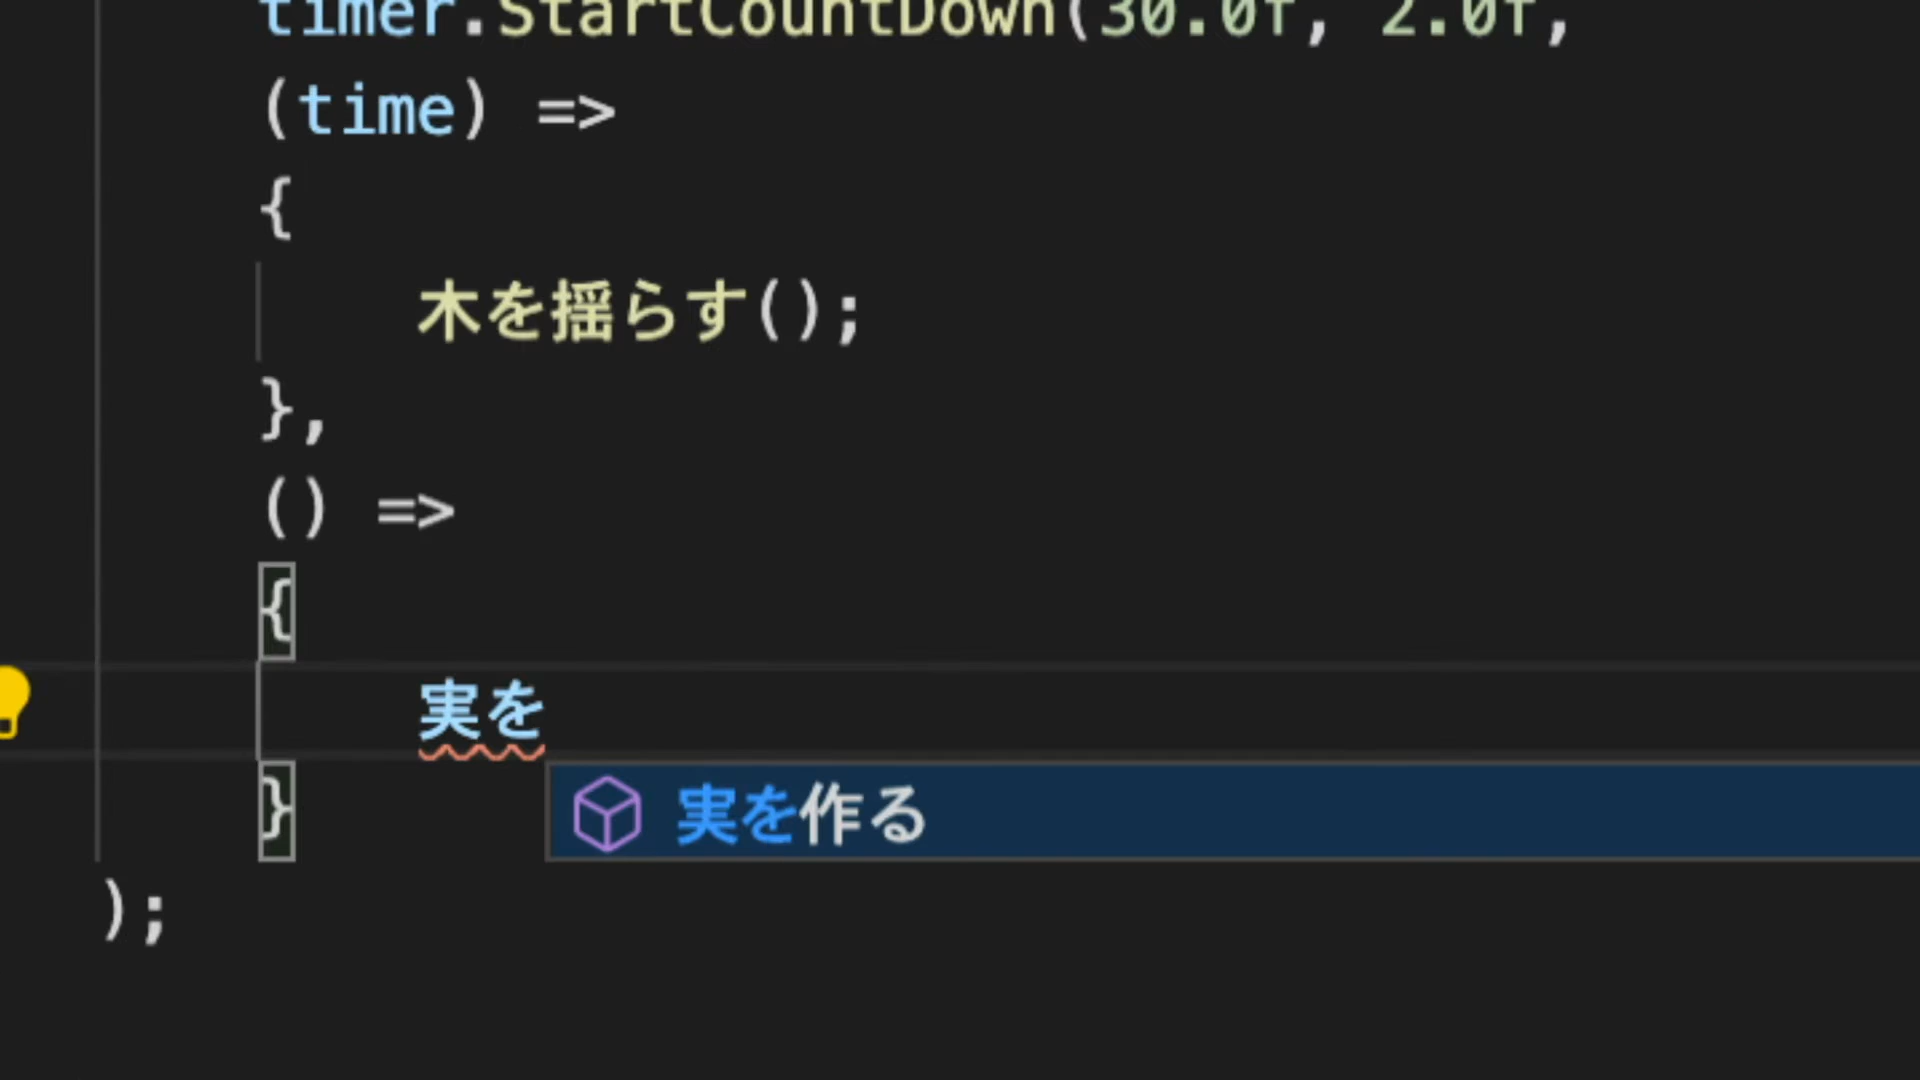 timer.StartCountDown(30.0f, 2.0f,
(time) =>
{
木を揺らす();
},
() =>
{
実を
}
実を作る
);